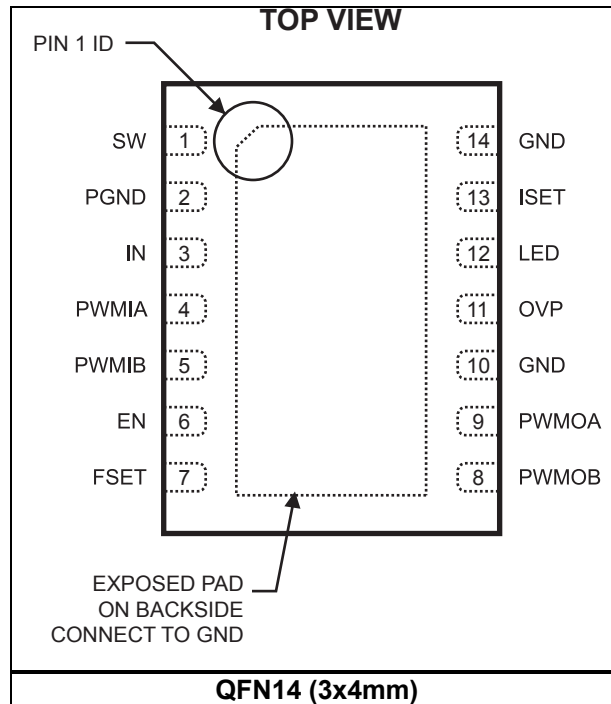 TOP VIEW
PIN 1 ID
SW 1
PGND 2
IN 3
PWMIA 4
PWMIB 5
EN 6
FSET 7
14 GND
13 ISET
12 LED
11 OVP
10 GND
9 PWMOA
8 PWMOB
EXPOSED PAD
ON BACKSIDE
CONNECT TO GND
QFN14 (3x4mm)